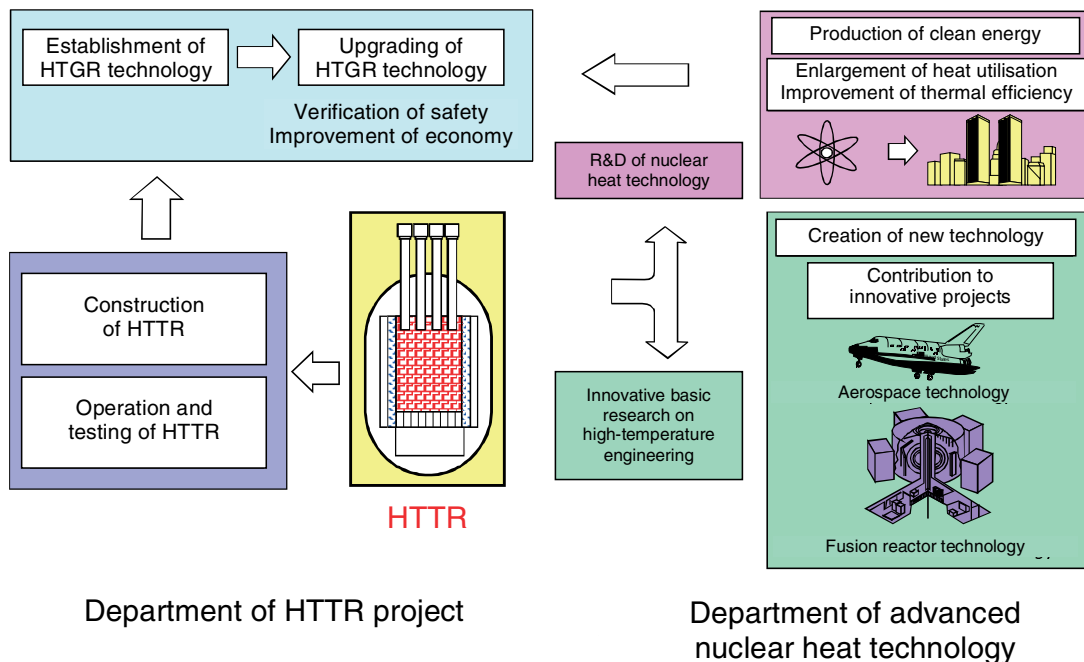 Establishment of
HTGR technology
Upgrading of
HTGR technology
Verification of safety
Improvement of economy
Construction
of HTTR
Operation and
testing of HTTR
HTTR
Department of HTTR project
R&D of nuclear
heat technology
Innovative basic
research on
high-temperature
engineering
Production of clean energy
Enlargement of heat utilisation
Improvement of thermal efficiency
Creation of new technology
Contribution to
innovative projects
Aerospace technology
Fusion reactor technology
Department of advanced
nuclear heat technology